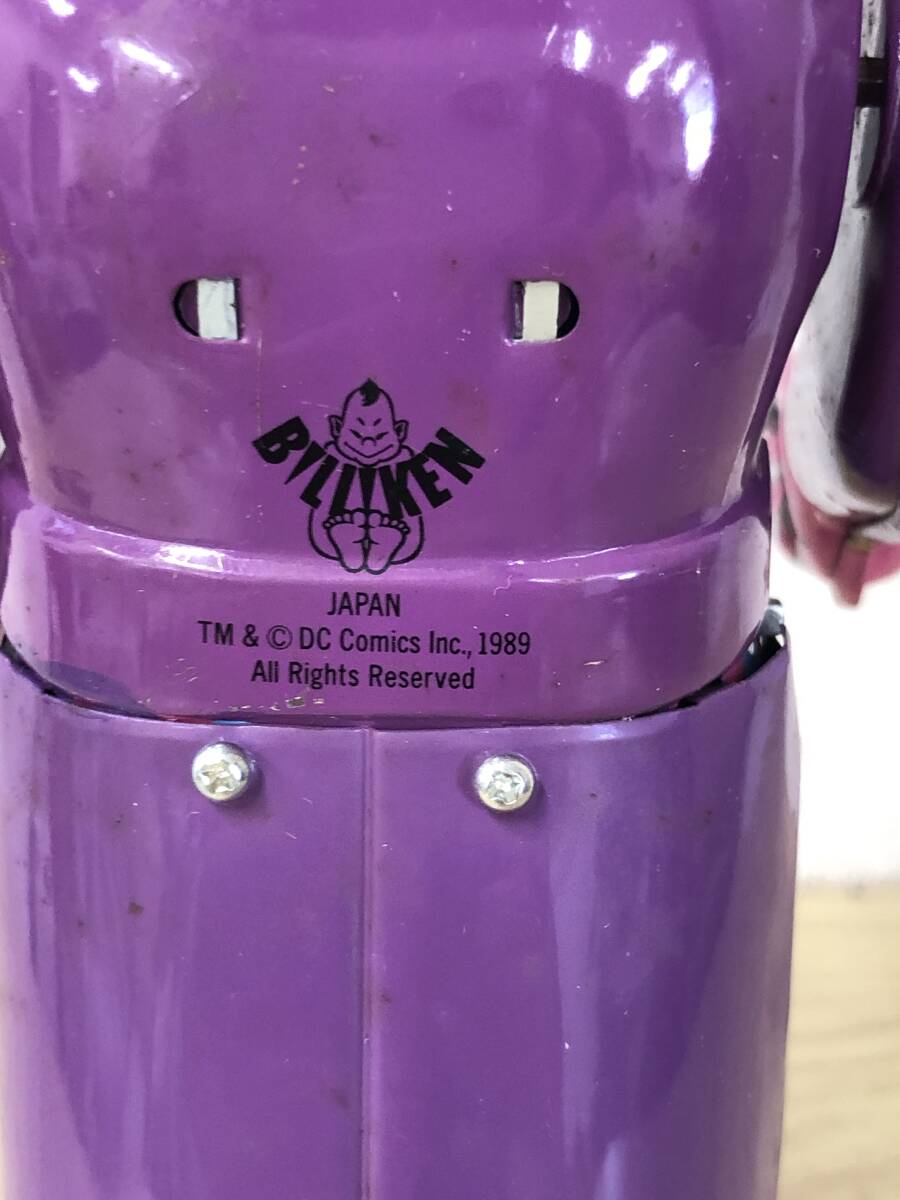 BILLIKEN
JAPAN
TM & © DC Comics Inc., 1989
All Rights Reserved